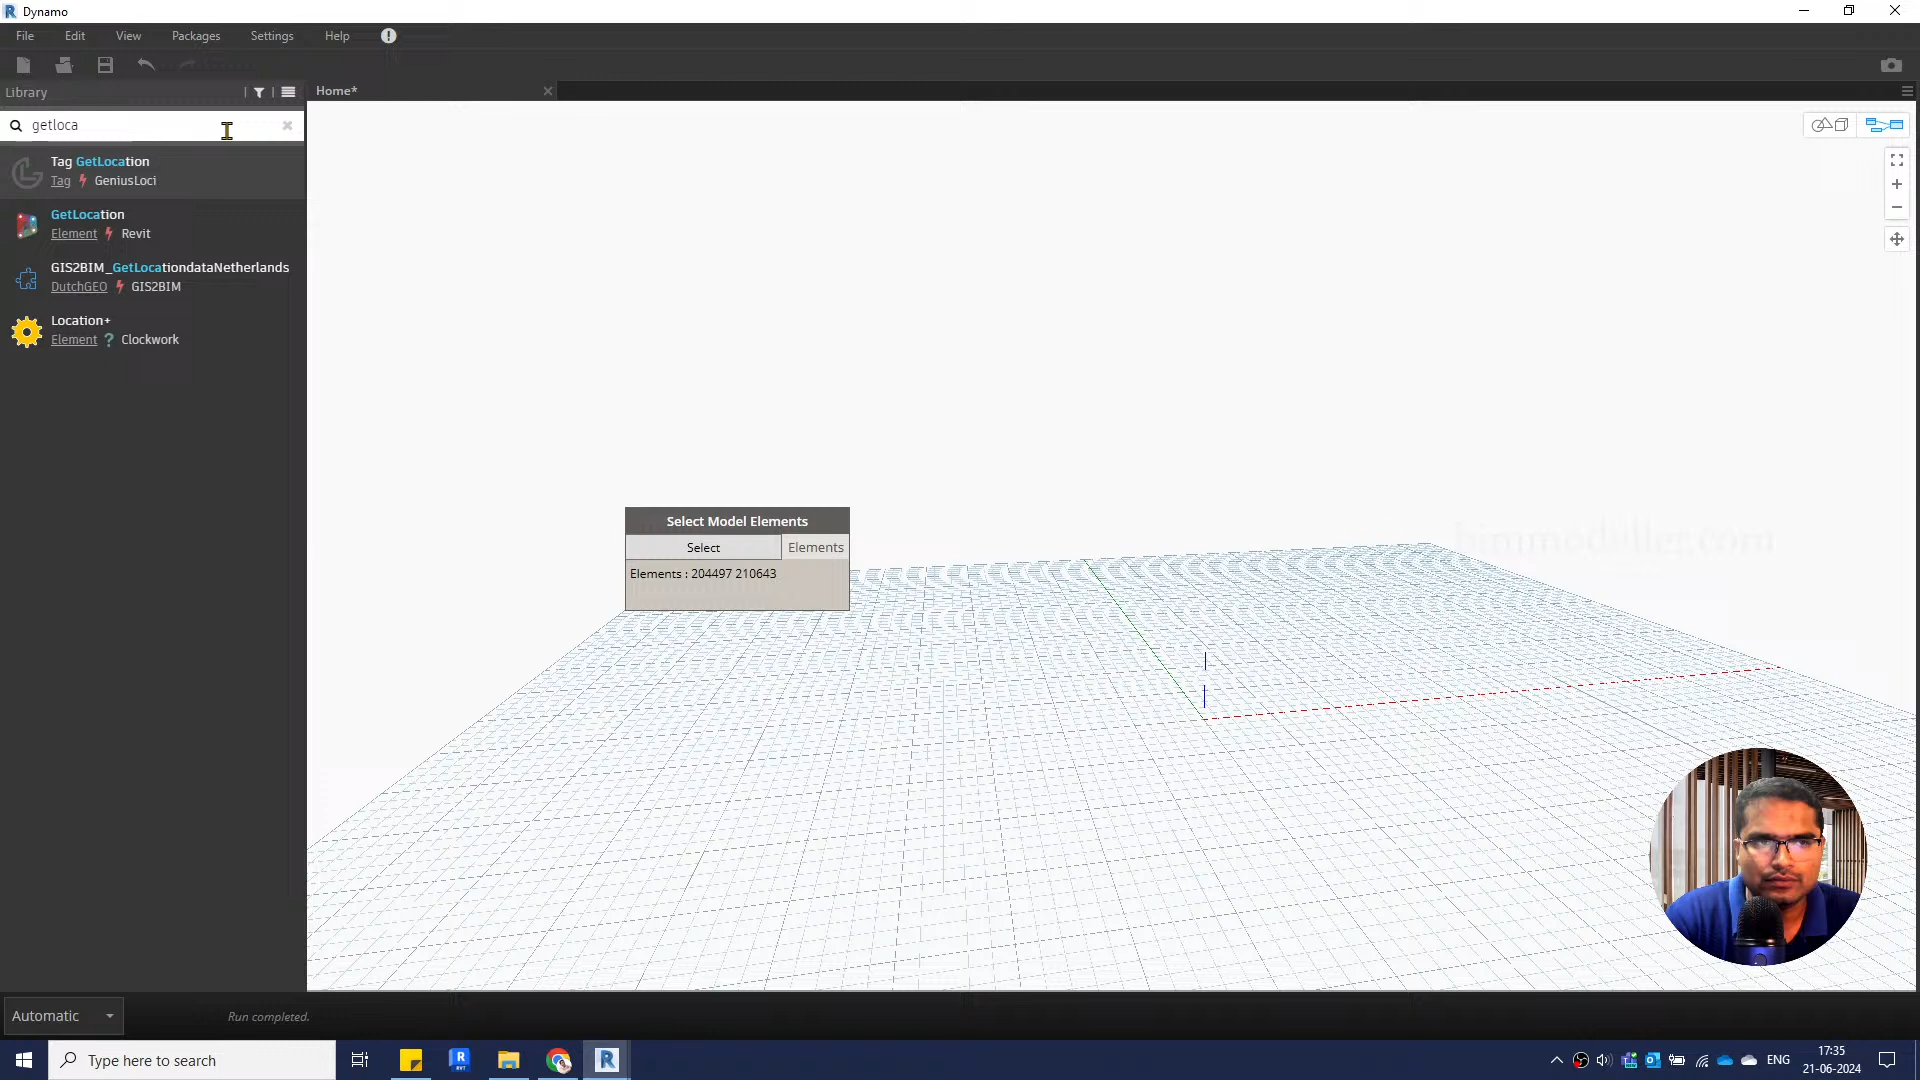 Dynamo
File Edit View Packages Settings Help
Library
Home*
getloca
Tag GetLocation
Tag GeniusLoci
GetLocation
Element Revit
GIS2BIM_GetLocationdataNetherlands
DutchGEO GIS2BIM
Location+
Element ? Clockwork
Select Model Elements
Select Elements
Elements : 204497 210643
bimmodiller.com
Automatic
Run completed.
Type here to search
ENG
17:35
21-06-2024